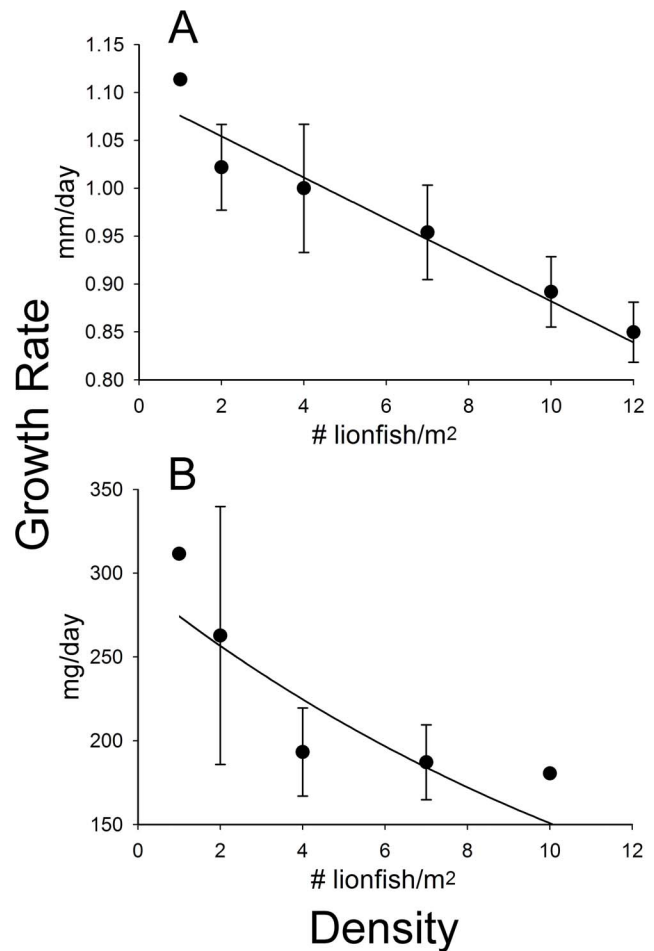 A
1.15
1.10
1.05
1.00
0.95
0.90
0.85
0.80
mm/day
0 2 4 6 8 10 12
# lionfish/m2
Growth Rate
B
350
300
250
200
150
mg/day
0 2 4 6 8 10 12
# lionfish/m2
Density